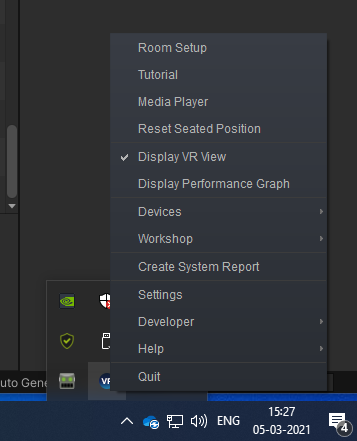 Room Setup
Tutorial
Media Player
Reset Seated Position
Display VR View
Display Performance Graph
Devices
Workshop
Create System Report
Settings
Developer
Help
Quit
VR
uto Gene
ENG
15:27
05-03-2021
4